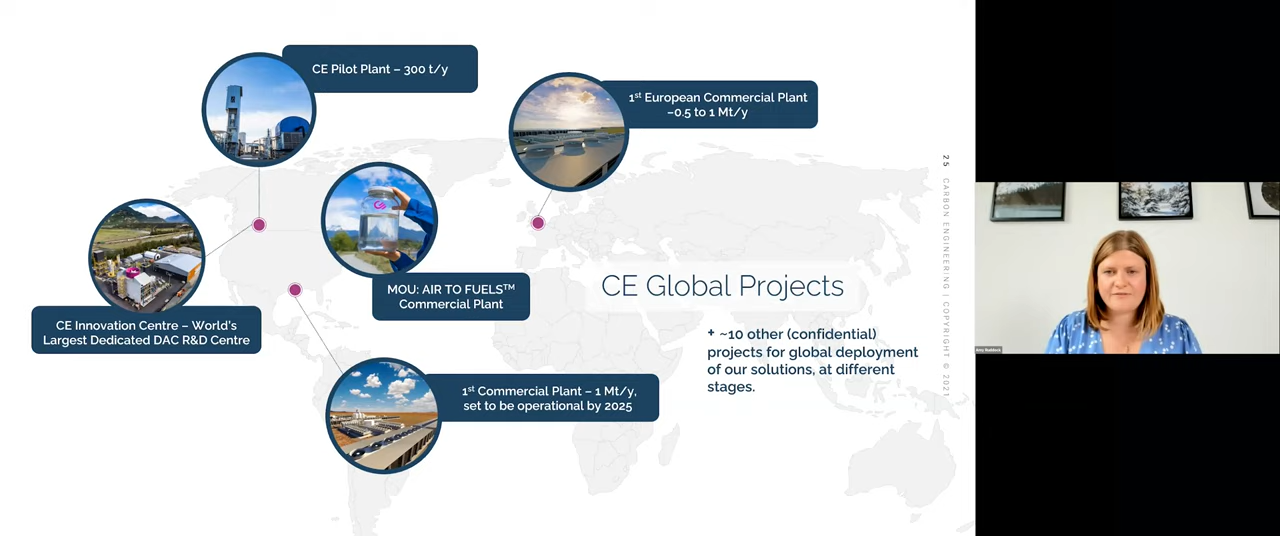 CE Pilot Plant – 300 t/y
1st European Commercial Plant
–0.5 to 1 Mt/y
MOU: AIR TO FUELS™
Commercial Plant
CE Innovation Centre – World's
Largest Dedicated DAC R&D Centre
1st Commercial Plant – 1 Mt/y,
set to be operational by 2025
CE Global Projects
+ ~10 other (confidential)
projects for global deployment
of our solutions, at different
stages.
25 CARBON ENGINEERING | COPYRIGHT © 2021